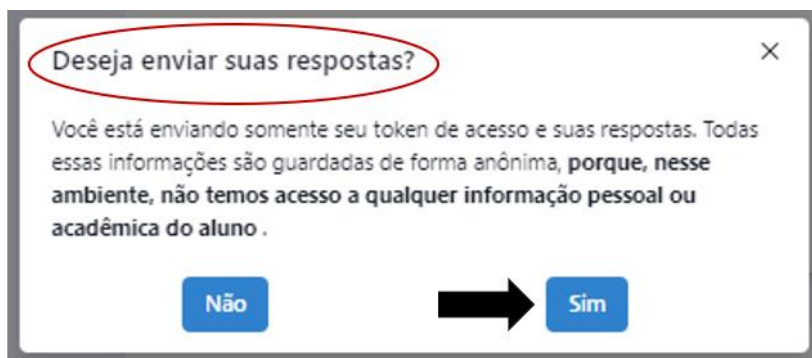 Deseja enviar suas respostas?
Você está enviando somente seu token de acesso e suas respostas. Todas
essas informações são guardadas de forma anônima, porque, nesse
ambiente, não temos acesso a qualquer informação pessoal ou
acadêmica do aluno .
Não Sim